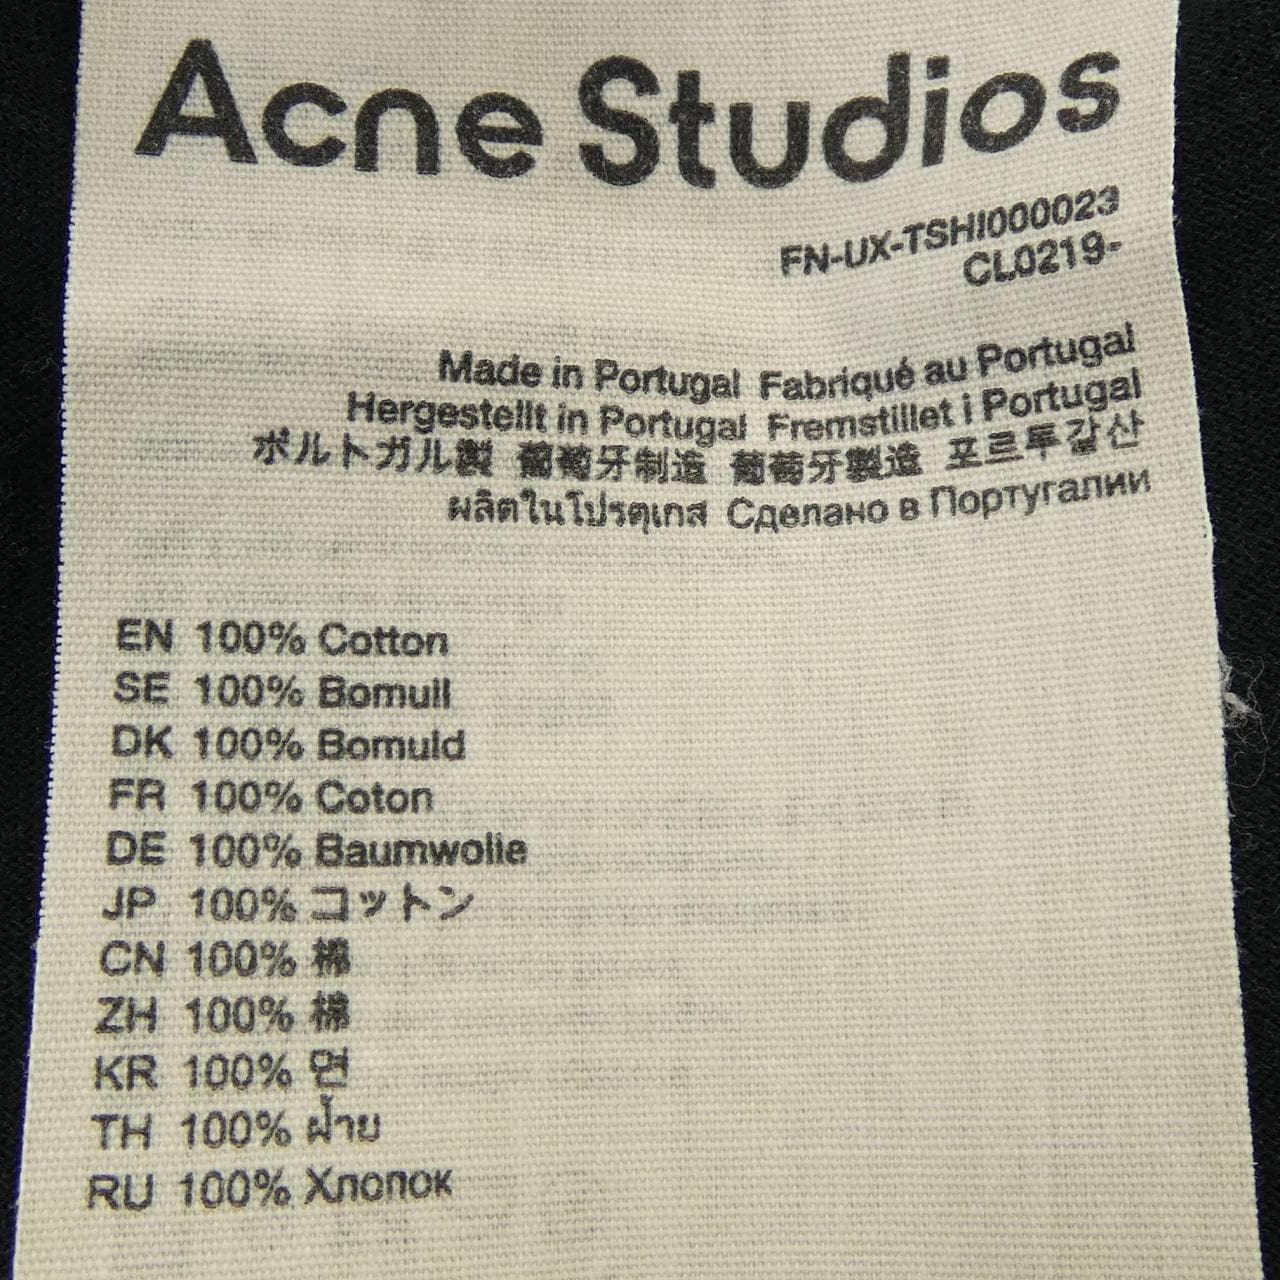 Acne Studios
FN-UX-TSHI000023
CL0219-
Made in Portugal Fabriqué au Portugal
Hergestellt in Portugal Fremstillet i Portugal
ポルトガル製 葡萄牙制造 葡萄牙製造 포르투갈산
ผลิตในโปรตุเกส Сделано в Португалии
EN 100% Cotton
SE 100% Bomull
DK 100% Bomuld
FR 100% Coton
DE 100% Baumwolle
JP 100% コットン
CN 100% 棉
ZH 100% 棉
KR 100% 면
TH 100% ฝ้าย
RU 100% Хлопок